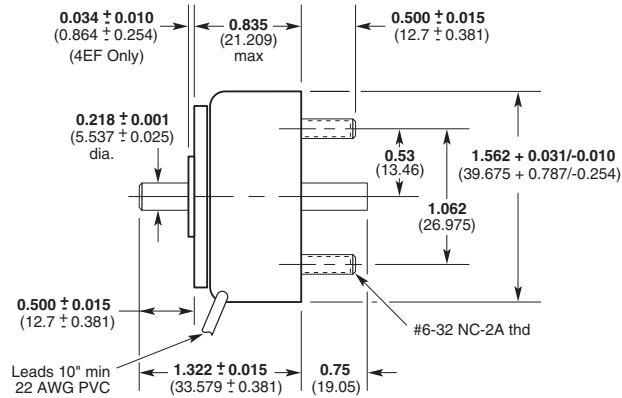 0.034 ± 0.010
(0.864 ± 0.254)
(4EF Only)
0.835
(21.209)
max
0.500 ± 0.015
(12.7 ± 0.381)
0.218 ± 0.001
(5.537 ± 0.025)
dia.
0.53
(13.46)
1.562 + 0.031/-0.010
(39.675 + 0.787/-0.254)
1.062
(26.975)
0.500 ± 0.015
(12.7 ± 0.381)
#6-32 NC-2A thd
Leads 10" min
22 AWG PVC
1.322 ± 0.015
(33.579 ± 0.381)
0.75
(19.05)